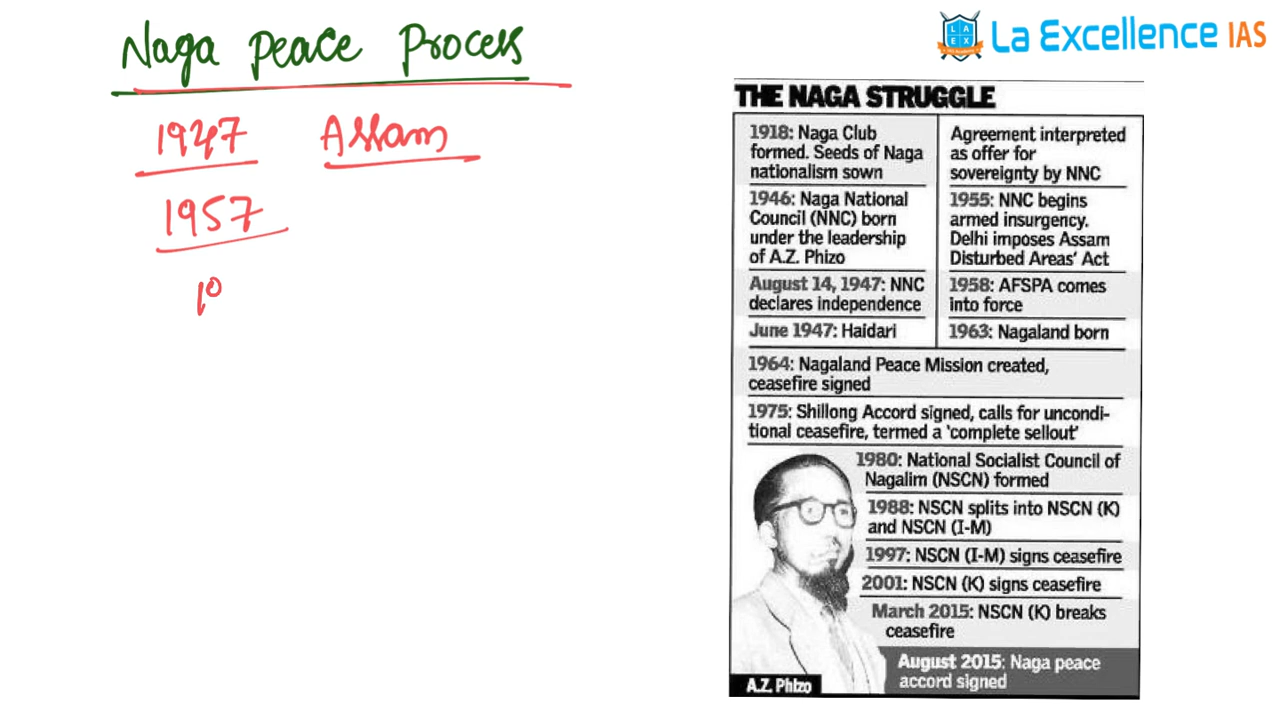 Naga Peace Process
1947 Assam
1957
La Excellence IAS
THE NAGA STRUGGLE
1918: Naga Club
formed. Seeds of Naga
nationalism sown
1946: Naga National
Council (NNC) born
under the leadership
of A.Z. Phizo
August 14, 1947: NNC
declares independence
June 1947: Haidari
Agreement interpreted
as offer for
sovereignty by NNC
1955: NNC begins
armed insurgency.
Delhi imposes Assam
Disturbed Areas' Act
1958: AFSPA comes
into force
1963: Nagaland born
1964: Nagaland Peace Mission created,
ceasefire signed
1975: Shillong Accord signed, calls for uncondi-
tional ceasefire, termed a 'complete sellout'
1980: National Socialist Council of
Nagalim (NSCN) formed
1988: NSCN splits into NSCN (K)
and NSCN (I-M)
1997: NSCN (I-M) signs ceasefire
2001: NSCN (K) signs ceasefire
March 2015: NSCN (K) breaks
ceasefire
August 2015: Naga peace
accord signed
A.Z. Phizo